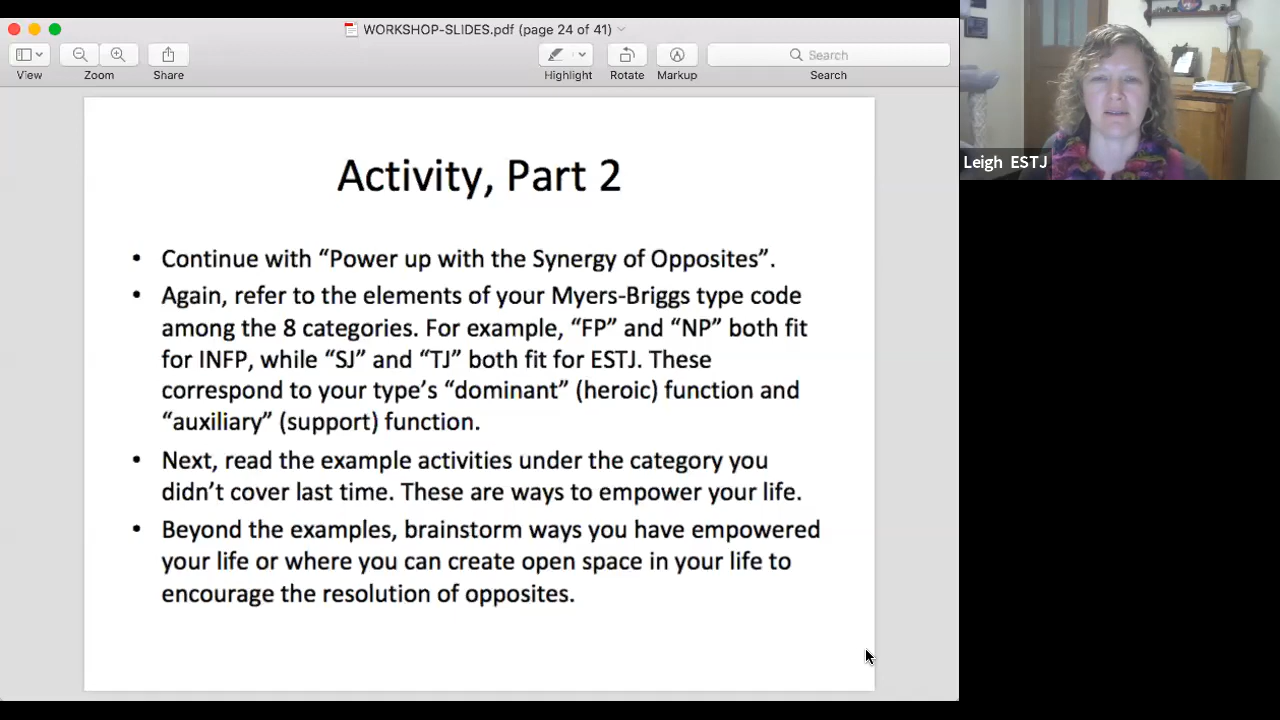 WORKSHOP-SLIDES.pdf (page 24 of 41)
View
Zoom
Share
Highlight
Rotate
Markup
Search
Search
Activity, Part 2
• Continue with “Power up with the Synergy of Opposites”.
• Again, refer to the elements of your Myers-Briggs type code
among the 8 categories. For example, “FP” and “NP” both fit
for INFP, while “SJ” and “TJ” both fit for ESTJ. These
correspond to your type’s “dominant” (heroic) function and
“auxiliary” (support) function.
• Next, read the example activities under the category you
didn’t cover last time. These are ways to empower your life.
• Beyond the examples, brainstorm ways you have empowered
your life or where you can create open space in your life to
encourage the resolution of opposites.
Leigh ESTJ